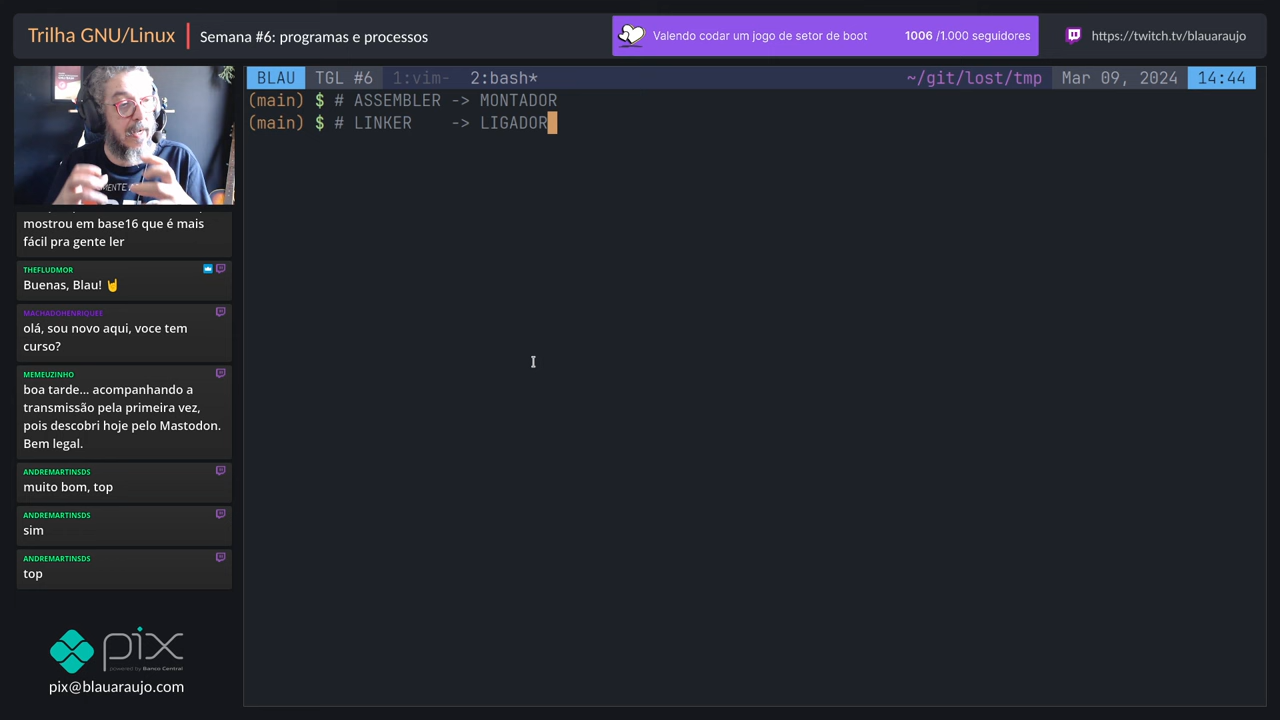 Trilha GNU/Linux
Semana #6: programas e processos
Valendo codar um jogo de setor de boot
1006 /1.000 seguidores
https://twitch.tv/blauaraujo
BLAU TGL #6 1:vim- 2:bash* ~/git/lost/tmp Mar 09, 2024 14:44
(main) $ # ASSEMBLER -> MONTADOR
(main) $ # LINKER -> LIGADOR
mostrou em base16 que é mais
fácil pra gente ler
THEFLUDMOR
Buenas, Blau! 🤘
MACHADOHENRIQUEE
olá, sou novo aqui, voce tem
curso?
MEMEUZINHO
boa tarde... acompanhando a
transmissão pela primeira vez,
pois descobri hoje pelo Mastodon.
Bem legal.
ANDREMARTINSDS
muito bom, top
ANDREMARTINSDS
sim
ANDREMARTINSDS
top
pix
powered by Banco Central
pix@blauaraujo.com